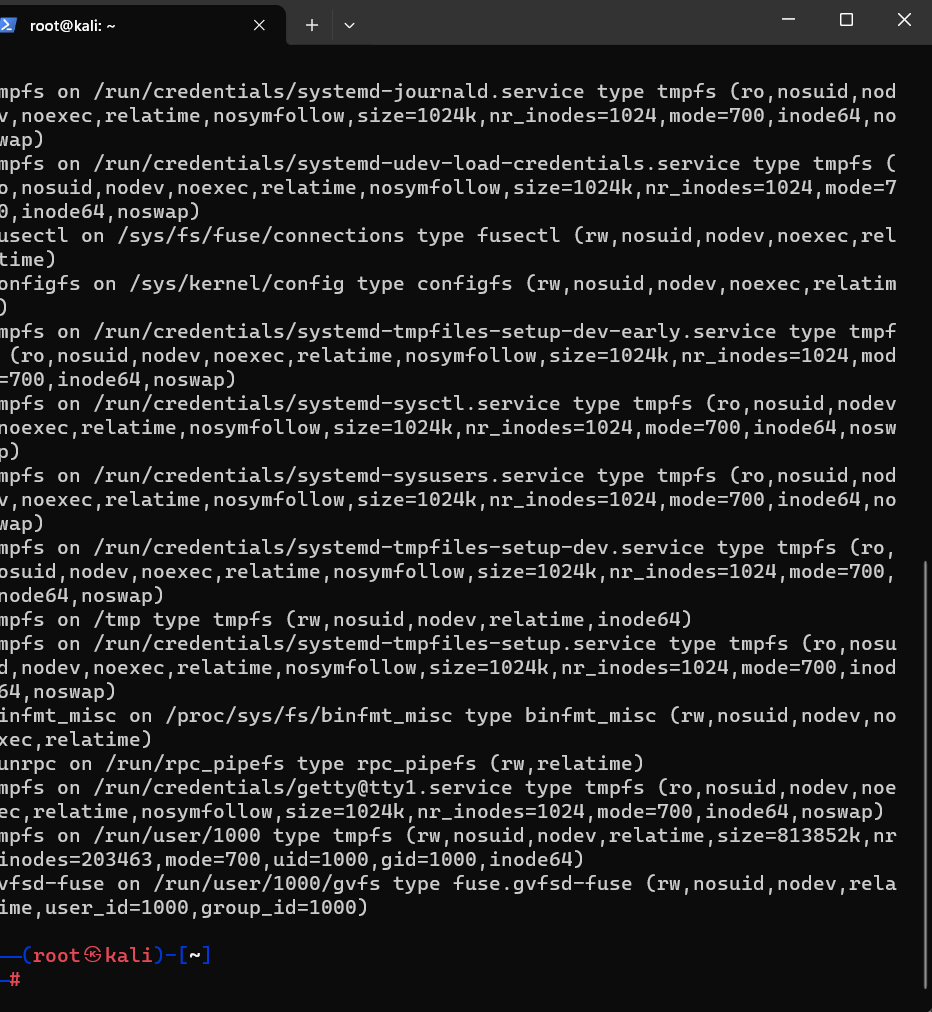 root@kali: ~
mpfs on /run/credentials/systemd-journald.service type tmpfs (ro,nosuid,nod
v,noexec,relatime,nosymfollow,size=1024k,nr_inodes=1024,mode=700,inode64,no
wap)
mpfs on /run/credentials/systemd-udev-load-credentials.service type tmpfs (
o,nosuid,nodev,noexec,relatime,nosymfollow,size=1024k,nr_inodes=1024,mode=7
0,inode64,noswap)
usectl on /sys/fs/fuse/connections type fusectl (rw,nosuid,nodev,noexec,rel
time)
onfigfs on /sys/kernel/config type configfs (rw,nosuid,nodev,noexec,relatim
)
mpfs on /run/credentials/systemd-tmpfiles-setup-dev-early.service type tmpf
(ro,nosuid,nodev,noexec,relatime,nosymfollow,size=1024k,nr_inodes=1024,mod
=700,inode64,noswap)
mpfs on /run/credentials/systemd-sysctl.service type tmpfs (ro,nosuid,nodev
noexec,relatime,nosymfollow,size=1024k,nr_inodes=1024,mode=700,inode64,nosw
p)
mpfs on /run/credentials/systemd-sysusers.service type tmpfs (ro,nosuid,nod
v,noexec,relatime,nosymfollow,size=1024k,nr_inodes=1024,mode=700,inode64,no
wap)
mpfs on /run/credentials/systemd-tmpfiles-setup-dev.service type tmpfs (ro,
osuid,nodev,noexec,relatime,nosymfollow,size=1024k,nr_inodes=1024,mode=700,
node64,noswap)
mpfs on /tmp type tmpfs (rw,nosuid,nodev,relatime,inode64)
mpfs on /run/credentials/systemd-tmpfiles-setup.service type tmpfs (ro,nosu
d,nodev,noexec,relatime,nosymfollow,size=1024k,nr_inodes=1024,mode=700,inod
64,noswap)
infmt_misc on /proc/sys/fs/binfmt_misc type binfmt_misc (rw,nosuid,nodev,no
xec,relatime)
unrpc on /run/rpc_pipefs type rpc_pipefs (rw,relatime)
mpfs on /run/credentials/getty@tty1.service type tmpfs (ro,nosuid,nodev,noe
ec,relatime,nosymfollow,size=1024k,nr_inodes=1024,mode=700,inode64,noswap)
mpfs on /run/user/1000 type tmpfs (rw,nosuid,nodev,relatime,size=813852k,nr
inodes=203463,mode=700,uid=1000,gid=1000,inode64)
vfsd-fuse on /run/user/1000/gvfs type fuse.gvfsd-fuse (rw,nosuid,nodev,rela
ime,user_id=1000,group_id=1000)
──(root㉿kali)-[~]
─#